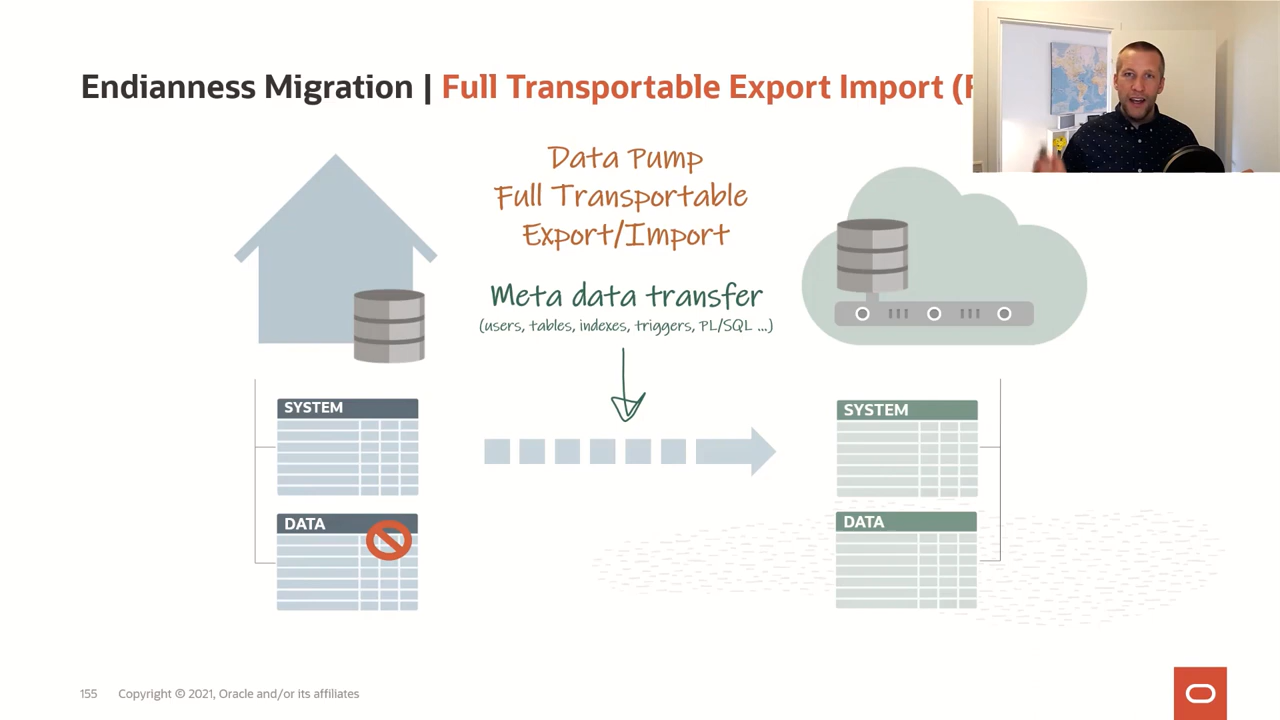 Endianness Migration | Full Transportable Export Import (
Data Pump
Full Transportable
Export/Import
Meta data transfer
(users, tables, indexes, triggers, PL/SQL ...)
SYSTEM
SYSTEM
DATA
DATA
155 Copyright © 2021, Oracle and/or its affiliates